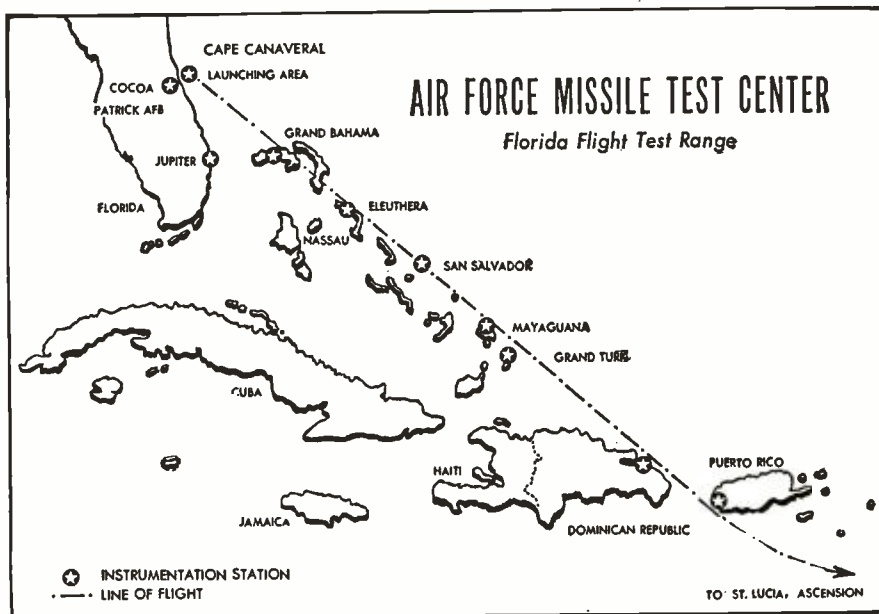 AIR FORCE MISSILE TEST CENTER
Florida Flight Test Range
CAPE CANAVERAL
LAUNCHING AREA
COCOA
PATRICK AFB
GRAND BAHAMA
JUPITER
ELEUTHERA
FLORIDA
NASSAU
SAN SALVADOR
MAYAGUANA
GRAND TURK
CUBA
HAITI
PUERTO RICO
JAMAICA
DOMINICAN REPUBLIC
INSTRUMENTATION STATION
LINE OF FLIGHT
TO ST. LUCIA, ASCENSION